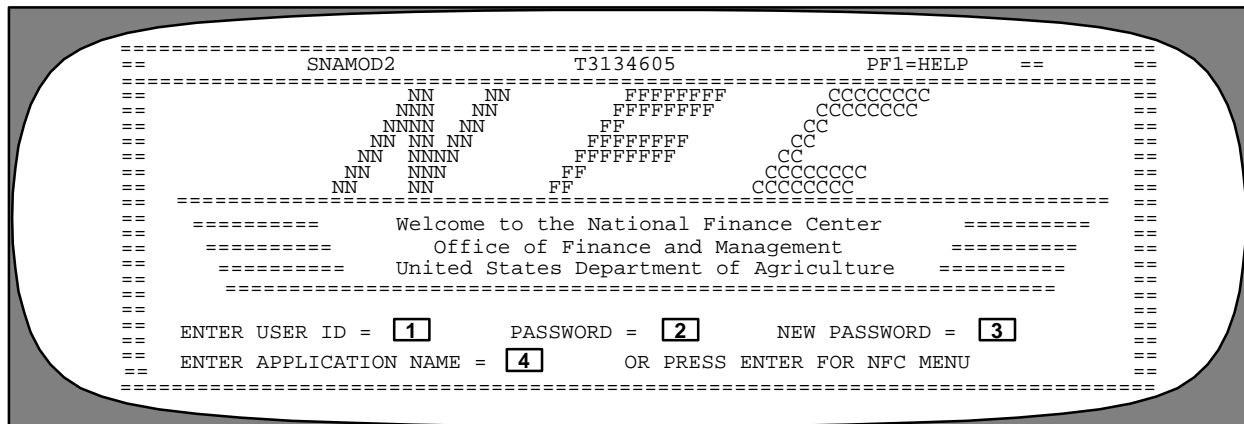 =================================================================================
== SNAMOD2 T3134605 PF1=HELP == ==
=================================================================================
== NN NN FFFFFFFF CCCCCCCC ==
== NNN NN FFFFFFFF CCCCCCCC ==
== NNNN NN FF CC ==
== NN NN NN FFFFFFFF CC ==
== NN NNNN FFFFFFFF CC ==
== NN NNN FF CCCCCCCC ==
== NN NN FF CCCCCCCC ==
== ========================================================================= ==
== ========== Welcome to the National Finance Center ========== ==
== ========== Office of Finance and Management ========== ==
== ========== United States Department of Agriculture ========== ==
== ================================================================= ==
== ==
== ENTER USER ID = 1 PASSWORD = 2 NEW PASSWORD = 3 ==
== ENTER APPLICATION NAME = 4 OR PRESS ENTER FOR NFC MENU ==
=================================================================================